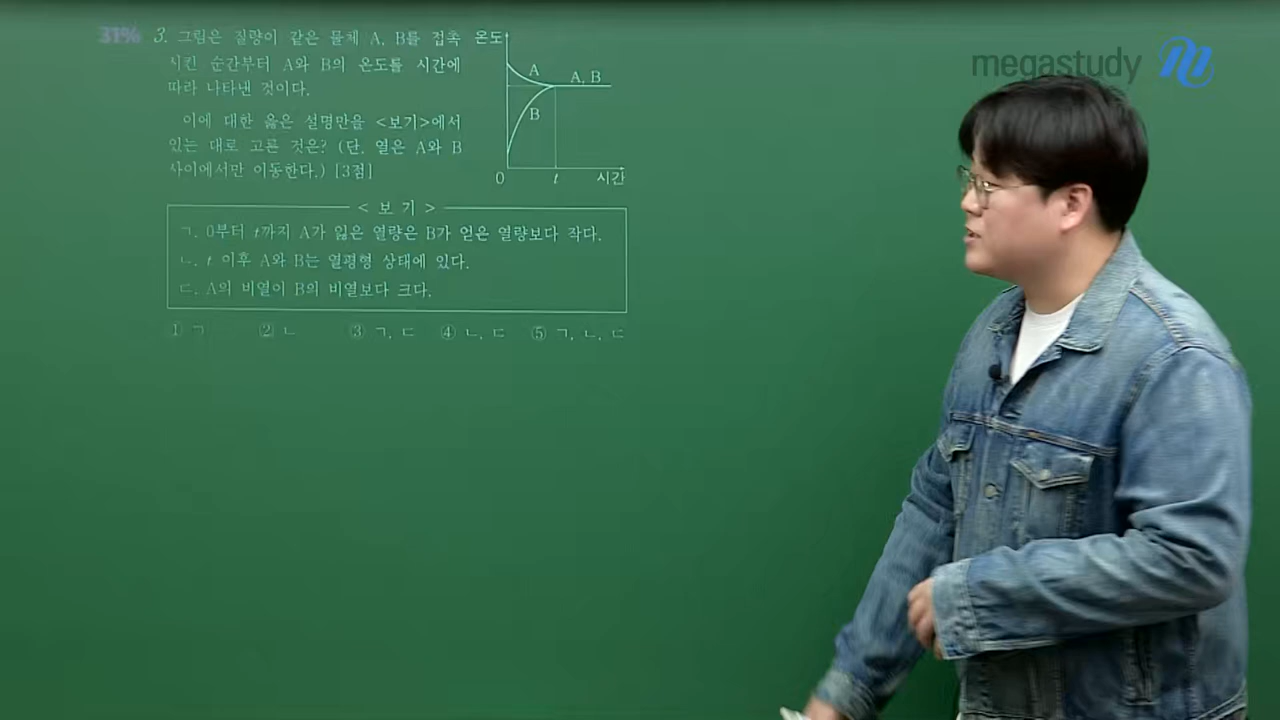 31%
3. 그림은 질량이 같은 물체 A, B를 접촉
시킨 순간부터 A와 B의 온도를 시간에
따라 나타낸 것이다.
이에 대한 옳은 설명만을 <보기>에서
있는 대로 고른 것은? (단, 열은 A와 B
사이에서만 이동한다.) [3점]
온도
A
A, B
B
0
t
시간
< 보 기 >
ㄱ. 0부터 t까지 A가 잃은 열량은 B가 얻은 열량보다 작다.
ㄴ. t 이후 A와 B는 열평형 상태에 있다.
ㄷ. A의 비열이 B의 비열보다 크다.
① ㄱ ② ㄴ ③ ㄱ, ㄷ ④ ㄴ, ㄷ ⑤ ㄱ, ㄴ, ㄷ
megastudy